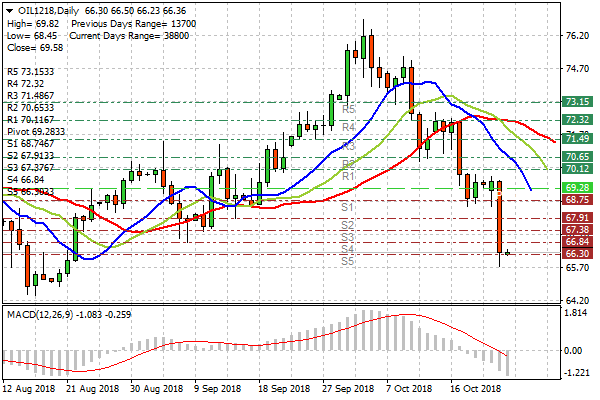 OIL1218,Daily 66.30 66.50 66.23 66.36
High= 69.82 Previous Days Range= 13700
Low= 68.45 Current Days Range= 38800
Close= 69.58
R5 73.1533
R4 72.32
R3 71.4867
R2 70.6533
R1 70.1167
Pivot 69.2833
S1 68.7467
S2 67.9133
S3 67.3767
S4 66.84
S5 66.3033
R5
R4
R3
R2
R1
S1
S2
S3
S4
S5
76.20
74.70
73.15
72.32
71.49
70.65
70.12
69.28
68.75
67.91
67.38
66.84
66.30
65.70
64.20
MACD(12,26,9) -1.083 -0.259
1.814
0.00
-1.221
12 Aug 2018 21 Aug 2018 30 Aug 2018 9 Sep 2018 18 Sep 2018 27 Sep 2018 7 Oct 2018 16 Oct 2018